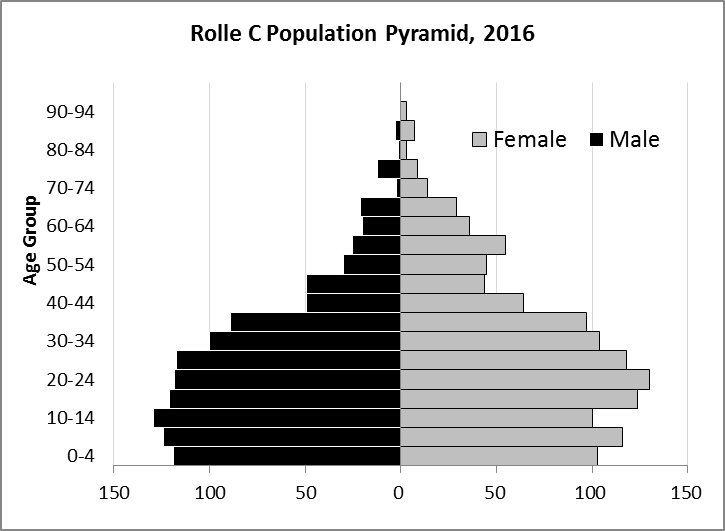 Rolle C Population Pyramid, 2016
90-94
Female Male
80-84
70-74
60-64
50-54
40-44
30-34
20-24
10-14
0-4
Age Group
150 100 50 0 50 100 150